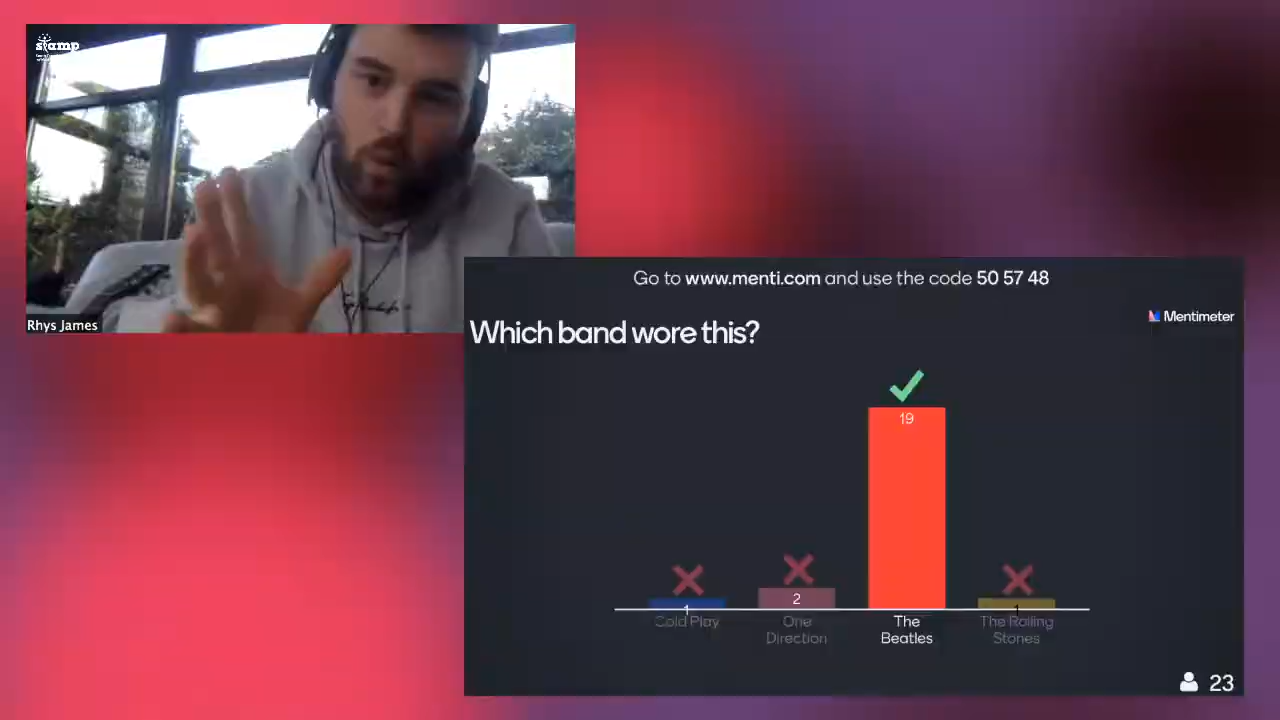 stamp
Rhys James
Go to www.menti.com and use the code 50 57 48
Mentimeter
Which band wore this?
19
2
1
1
Cold Play
One
Direction
The
Beatles
The Rolling
Stones
23